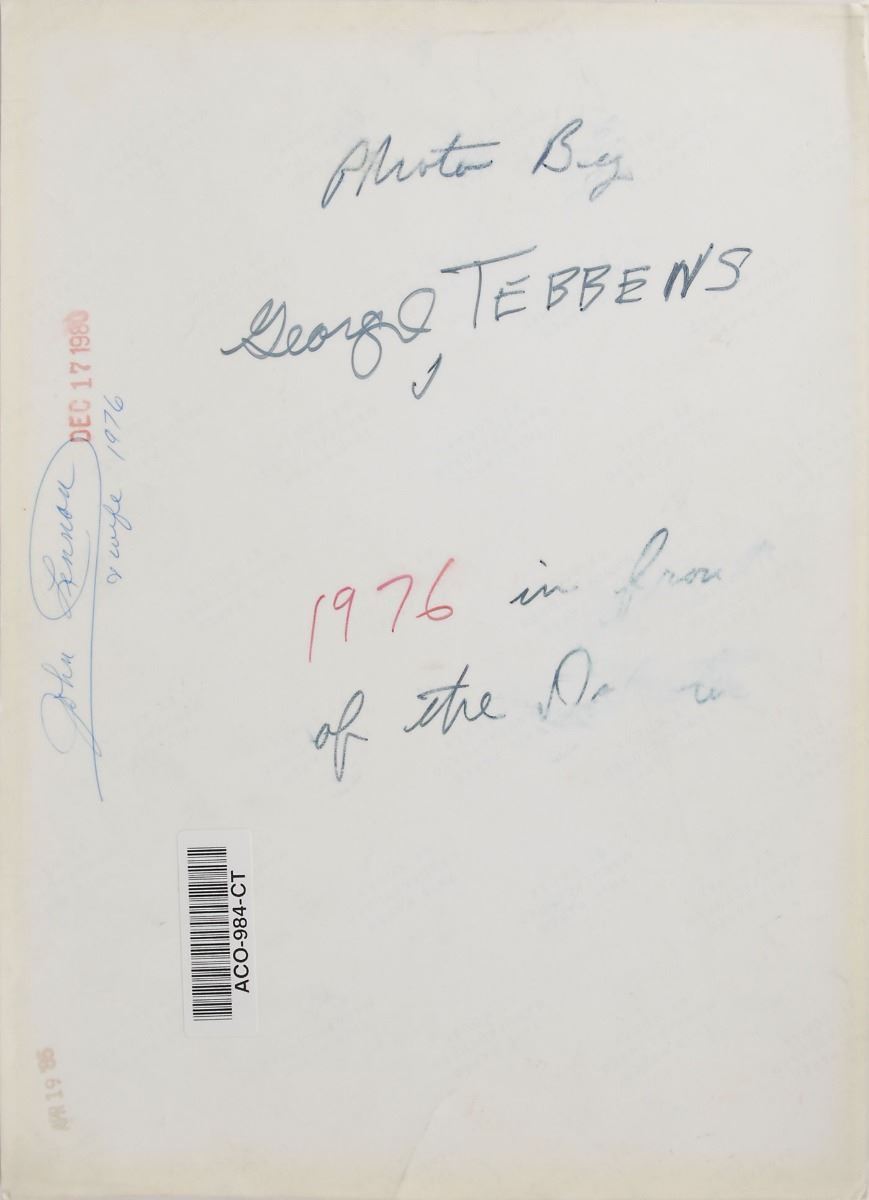 Photo By
George TEBBENS
1976 in front
of the
DEC 17 1980
John Lennon
& wife 1976
ACO-984-CT
APR 19 '86